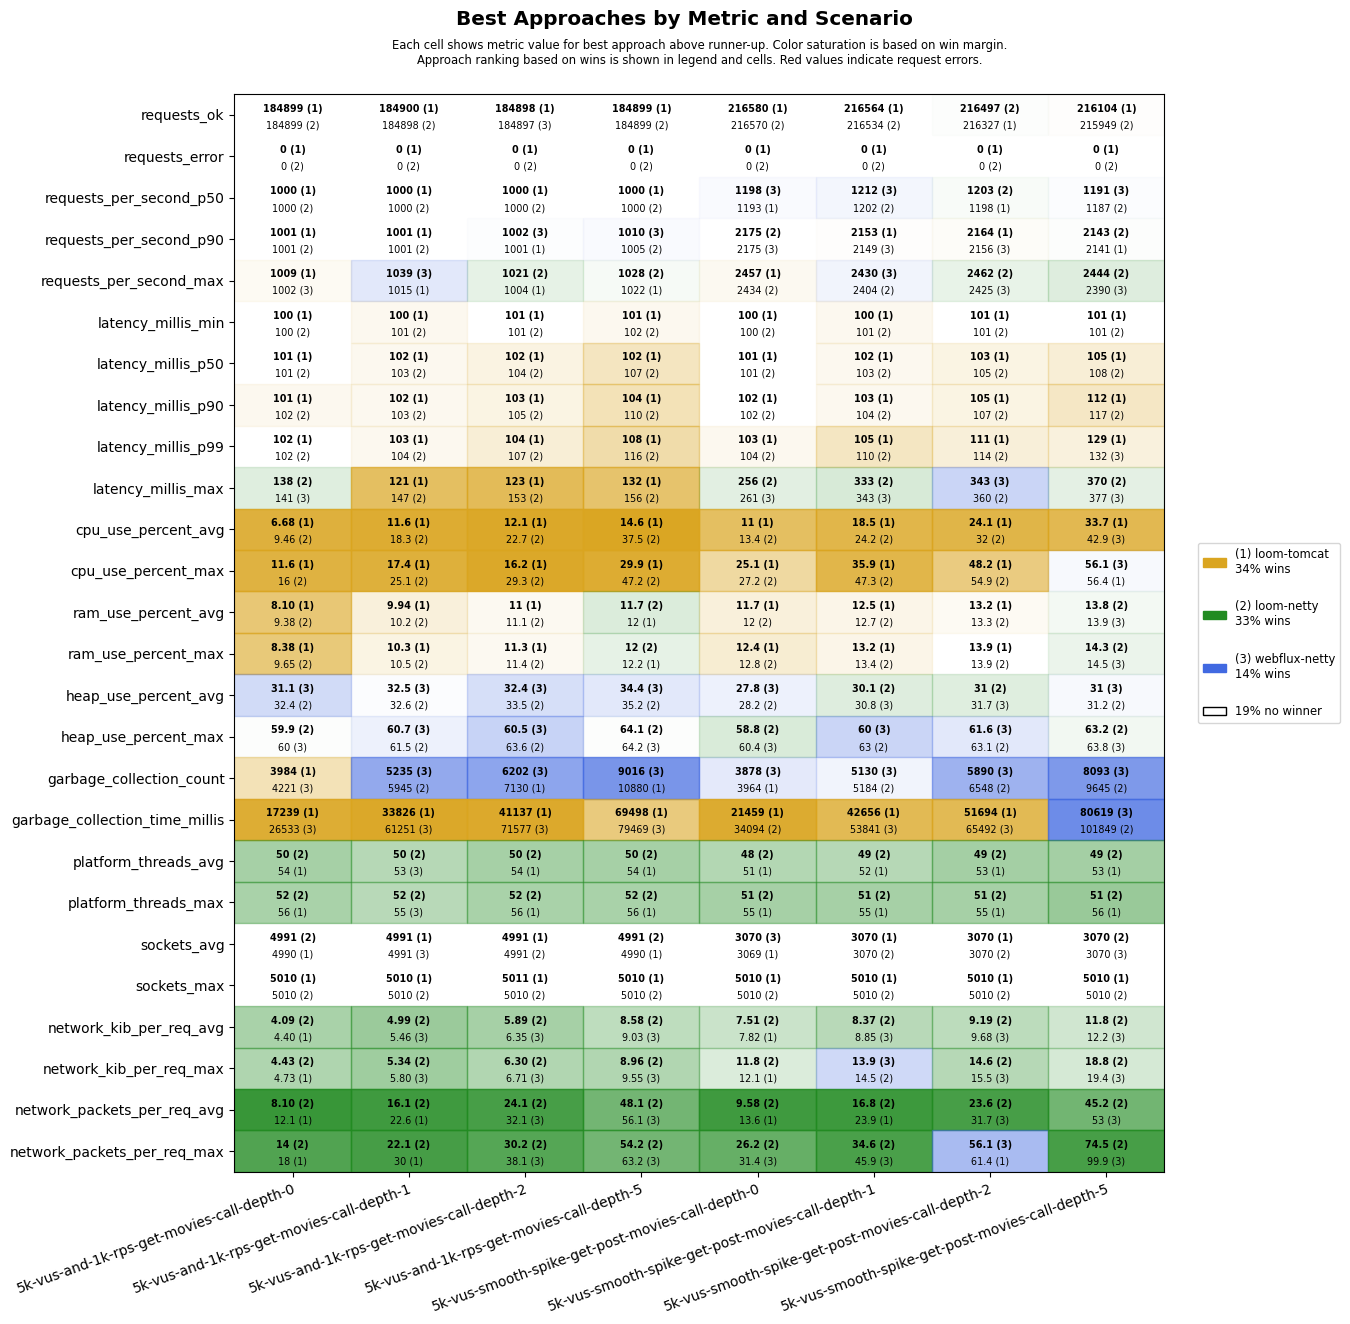 Best Approaches by Metric and Scenario
Each cell shows metric value for best approach above runner-up. Color saturation is based on win margin.
Approach ranking based on wins is shown in legend and cells. Red values indicate request errors.
requests_ok
184899 (1) 184900 (1) 184898 (1) 184899 (1) 216580 (1) 216564 (1) 216497 (2) 216104 (1)
184899 (2) 184898 (2) 184897 (3) 184899 (2) 216570 (2) 216534 (2) 216327 (1) 215949 (2)
requests_error
0 (1) 0 (1) 0 (1) 0 (1) 0 (1) 0 (1) 0 (1) 0 (1)
0 (2) 0 (2) 0 (2) 0 (2) 0 (2) 0 (2) 0 (2) 0 (2)
requests_per_second_p50
1000 (1) 1000 (1) 1000 (1) 1000 (1) 1198 (3) 1212 (3) 1203 (2) 1191 (3)
1000 (2) 1000 (2) 1000 (2) 1000 (2) 1193 (1) 1202 (2) 1198 (1) 1187 (2)
requests_per_second_p90
1001 (1) 1001 (1) 1002 (3) 1010 (3) 2175 (2) 2153 (1) 2164 (1) 2143 (2)
1001 (2) 1001 (2) 1001 (1) 1005 (2) 2175 (3) 2149 (3) 2156 (3) 2141 (1)
requests_per_second_max
1009 (1) 1039 (3) 1021 (2) 1028 (2) 2457 (1) 2430 (3) 2462 (2) 2444 (2)
1002 (3) 1015 (1) 1004 (1) 1022 (1) 2434 (2) 2404 (2) 2425 (3) 2390 (3)
latency_millis_min
100 (1) 100 (1) 101 (1) 101 (1) 100 (1) 100 (1) 101 (1) 101 (1)
100 (2) 101 (2) 101 (2) 102 (2) 100 (2) 101 (2) 101 (2) 101 (2)
latency_millis_p50
101 (1) 102 (1) 102 (1) 102 (1) 101 (1) 102 (1) 103 (1) 105 (1)
101 (2) 103 (2) 104 (2) 107 (2) 101 (2) 103 (2) 105 (2) 108 (2)
latency_millis_p90
101 (1) 102 (1) 103 (1) 104 (1) 102 (1) 103 (1) 105 (1) 112 (1)
102 (2) 103 (2) 105 (2) 110 (2) 102 (2) 104 (2) 107 (2) 117 (2)
latency_millis_p99
102 (1) 103 (1) 104 (1) 108 (1) 103 (1) 105 (1) 111 (1) 129 (1)
102 (2) 104 (2) 107 (2) 116 (2) 104 (2) 110 (2) 114 (2) 132 (3)
latency_millis_max
138 (2) 121 (1) 123 (1) 132 (1) 256 (2) 333 (2) 343 (3) 370 (2)
141 (3) 147 (2) 153 (2) 156 (2) 261 (3) 343 (3) 360 (2) 377 (3)
cpu_use_percent_avg
6.68 (1) 11.6 (1) 12.1 (1) 14.6 (1) 11 (1) 18.5 (1) 24.1 (1) 33.7 (1)
9.46 (2) 18.3 (2) 22.7 (2) 37.5 (2) 13.4 (2) 24.2 (2) 32 (2) 42.9 (3)
cpu_use_percent_max
11.6 (1) 17.4 (1) 16.2 (1) 29.9 (1) 25.1 (1) 35.9 (1) 48.2 (1) 56.1 (3)
16 (2) 25.1 (2) 29.3 (2) 47.2 (2) 27.2 (2) 47.3 (2) 54.9 (2) 56.4 (1)
ram_use_percent_avg
8.10 (1) 9.94 (1) 11 (1) 11.7 (2) 11.7 (1) 12.5 (1) 13.2 (1) 13.8 (2)
9.38 (2) 10.2 (2) 11.1 (2) 12 (1) 12 (2) 12.7 (2) 13.3 (2) 13.9 (3)
ram_use_percent_max
8.38 (1) 10.3 (1) 11.3 (1) 12 (2) 12.4 (1) 13.2 (1) 13.9 (1) 14.3 (2)
9.65 (2) 10.5 (2) 11.4 (2) 12.2 (1) 12.8 (2) 13.4 (2) 13.9 (2) 14.5 (3)
heap_use_percent_avg
31.1 (3) 32.5 (3) 32.4 (3) 34.4 (3) 27.8 (3) 30.1 (2) 31 (2) 31 (3)
32.4 (2) 32.6 (2) 33.5 (2) 35.2 (2) 28.2 (2) 30.8 (3) 31.7 (3) 31.2 (2)
heap_use_percent_max
59.9 (2) 60.7 (3) 60.5 (3) 64.1 (2) 58.8 (2) 60 (3) 61.6 (3) 63.2 (2)
60 (3) 61.5 (2) 63.6 (2) 64.2 (3) 60.4 (3) 63 (2) 63.1 (2) 63.8 (3)
garbage_collection_count
3984 (1) 5235 (3) 6202 (3) 9016 (3) 3878 (3) 5130 (3) 5890 (3) 8093 (3)
4221 (3) 5945 (2) 7130 (1) 10880 (1) 3964 (1) 5184 (2) 6548 (2) 9645 (2)
garbage_collection_time_millis
17239 (1) 33826 (1) 41137 (1) 69498 (1) 21459 (1) 42656 (1) 51694 (1) 80619 (3)
26533 (3) 61251 (3) 71577 (3) 79469 (3) 34094 (2) 53841 (3) 65492 (3) 101849 (2)
platform_threads_avg
50 (2) 50 (2) 50 (2) 50 (2) 48 (2) 49 (2) 49 (2) 49 (2)
54 (1) 53 (3) 54 (1) 54 (1) 51 (1) 52 (1) 53 (1) 53 (1)
platform_threads_max
52 (2) 52 (2) 52 (2) 52 (2) 51 (2) 51 (2) 51 (2) 51 (2)
56 (1) 55 (3) 56 (1) 56 (1) 55 (1) 55 (1) 55 (1) 56 (1)
sockets_avg
4991 (2) 4991 (1) 4991 (1) 4991 (2) 3070 (3) 3070 (1) 3070 (1) 3070 (2)
4990 (1) 4991 (3) 4991 (2) 4990 (1) 3069 (1) 3070 (2) 3070 (2) 3070 (3)
sockets_max
5010 (1) 5010 (1) 5011 (1) 5010 (1) 5010 (1) 5010 (1) 5010 (1) 5010 (1)
5010 (2) 5010 (2) 5010 (2) 5010 (2) 5010 (2) 5010 (2) 5010 (2) 5010 (2)
network_kib_per_req_avg
4.09 (2) 4.99 (2) 5.89 (2) 8.58 (2) 7.51 (2) 8.37 (2) 9.19 (2) 11.8 (2)
4.40 (1) 5.46 (3) 6.35 (3) 9.03 (3) 7.82 (1) 8.85 (3) 9.68 (3) 12.2 (3)
network_kib_per_req_max
4.43 (2) 5.34 (2) 6.30 (2) 8.96 (2) 11.8 (2) 13.9 (3) 14.6 (2) 18.8 (2)
4.73 (1) 5.80 (3) 6.71 (3) 9.55 (3) 12.1 (1) 14.5 (2) 15.5 (3) 19.4 (3)
network_packets_per_req_avg
8.10 (2) 16.1 (2) 24.1 (2) 48.1 (2) 9.58 (2) 16.8 (2) 23.6 (2) 45.2 (2)
12.1 (1) 22.6 (1) 32.1 (3) 56.1 (3) 13.6 (1) 23.9 (1) 31.7 (3) 53 (3)
network_packets_per_req_max
14 (2) 22.1 (2) 30.2 (2) 54.2 (2) 26.2 (2) 34.6 (2) 56.1 (3) 74.5 (2)
18 (1) 30 (1) 38.1 (3) 63.2 (3) 31.4 (3) 45.9 (3) 61.4 (1) 99.9 (3)
5k-vus-and-1k-rps-get-movies-call-depth-0
5k-vus-and-1k-rps-get-movies-call-depth-1
5k-vus-and-1k-rps-get-movies-call-depth-2
5k-vus-and-1k-rps-get-movies-call-depth-5
5k-vus-smooth-spike-get-post-movies-call-depth-0
5k-vus-smooth-spike-get-post-movies-call-depth-1
5k-vus-smooth-spike-get-post-movies-call-depth-2
5k-vus-smooth-spike-get-post-movies-call-depth-5
(1) loom-tomcat
34% wins
(2) loom-netty
33% wins
(3) webflux-netty
14% wins
19% no winner